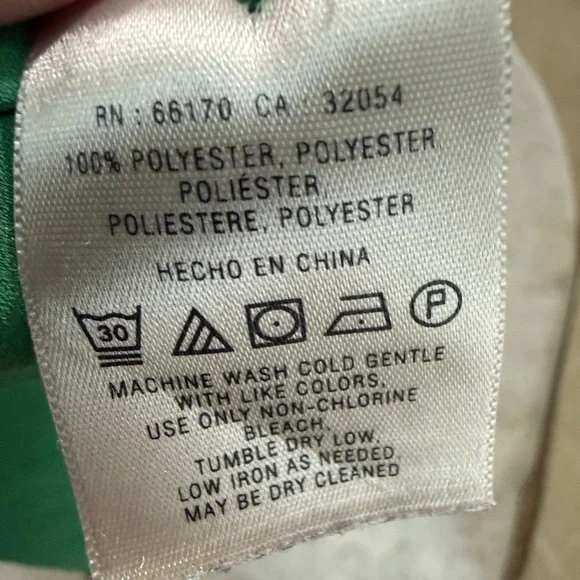 RN : 66170 CA : 32054
100% POLYESTER, POLYESTER
POLIÉSTER,
POLIESTERE, POLYESTER
HECHO EN CHINA
30 P
MACHINE WASH COLD GENTLE
WITH LIKE COLORS,
USE ONLY NON-CHLORINE
BLEACH.
TUMBLE DRY LOW,
LOW IRON AS NEEDED,
MAY BE DRY CLEANED